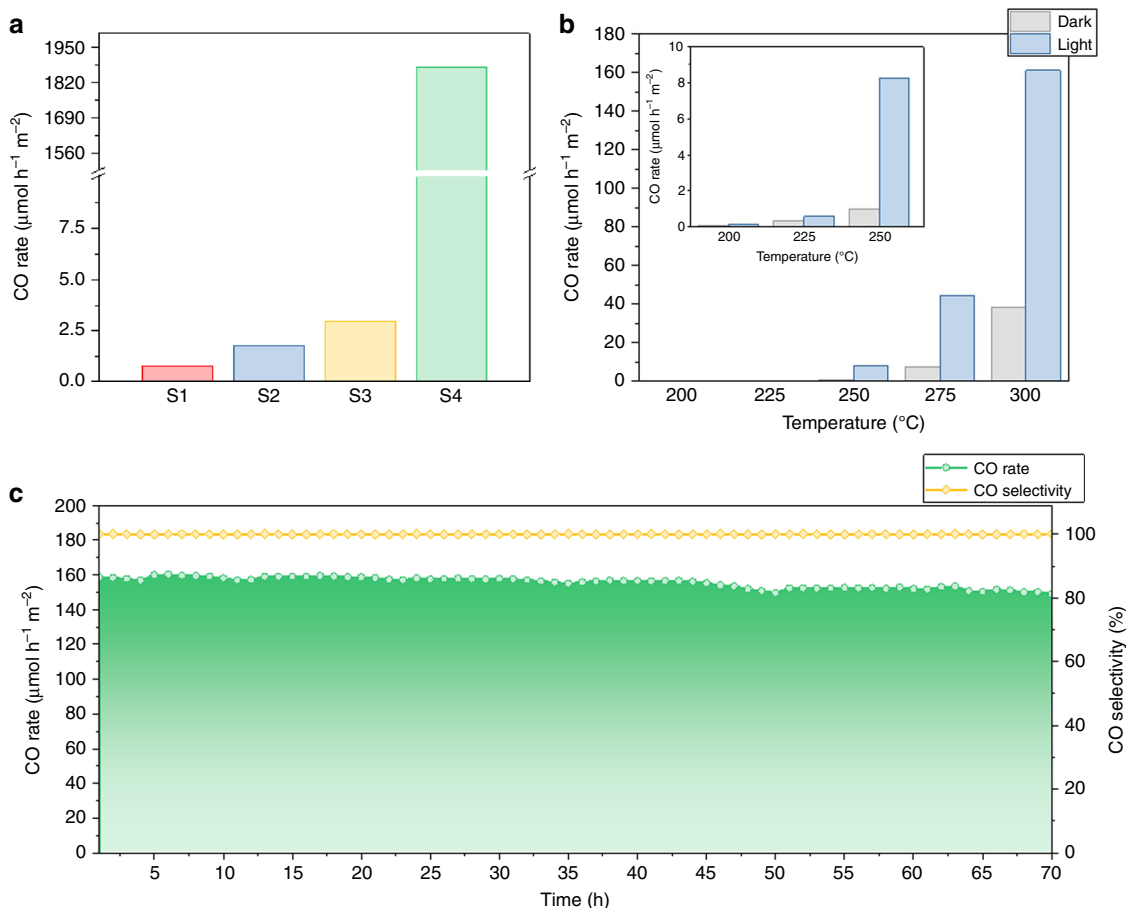 a
CO rate (μmol h⁻¹ m⁻²)
1950
1820
1690
1560
7.5
5.0
2.5
0.0
S1 S2 S3 S4
b
Dark
Light
CO rate (μmol h⁻¹ m⁻²)
180
160
140
120
100
80
60
40
20
0
200 225 250 275 300
Temperature (°C)
CO rate (μmol h⁻¹ m⁻²)
10
8
6
4
2
0
200 225 250
Temperature (°C)
c
CO rate
CO selectivity
CO rate (μmol h⁻¹ m⁻²)
200
180
160
140
120
100
80
60
40
20
0
5 10 15 20 25 30 35 40 45 50 55 60 65 70
Time (h)
100
80
60
40
20
0
CO selectivity (%)